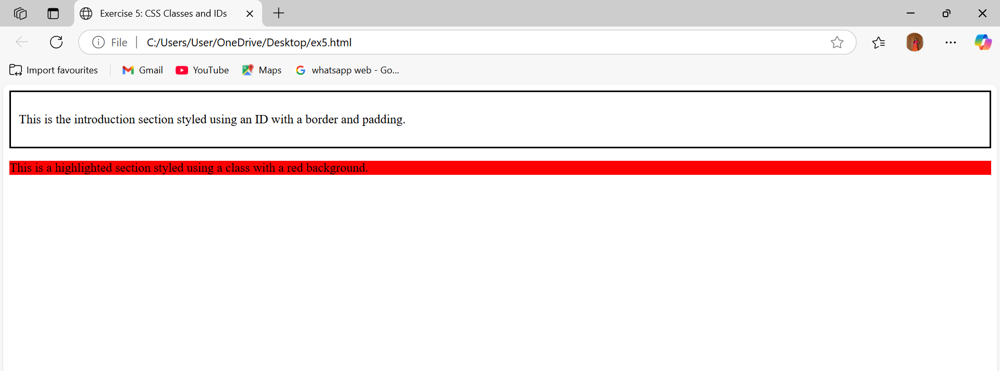 Exercise 5: CSS Classes and IDs
File C:/Users/User/OneDrive/Desktop/ex5.html
Import favourites Gmail YouTube Maps whatsapp web - Go...
This is the introduction section styled using an ID with a border and padding.
This is a highlighted section styled using a class with a red background.